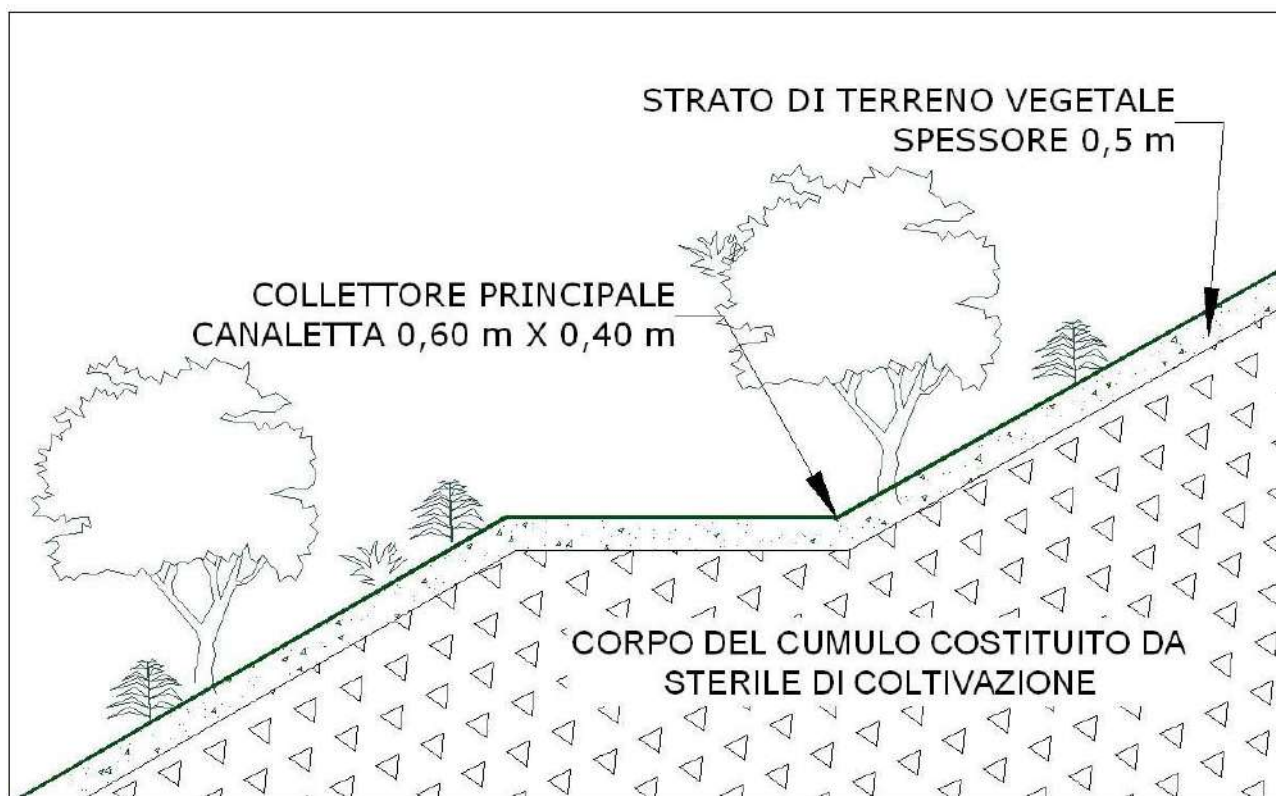 STRATO DI TERRENO VEGETALE
SPESSORE 0,5 m
COLLETTORE PRINCIPALE
CANALETTA 0,60 m X 0,40 m
CORPO DEL CUMULO COSTITUITO DA
STERILE DI COLTIVAZIONE